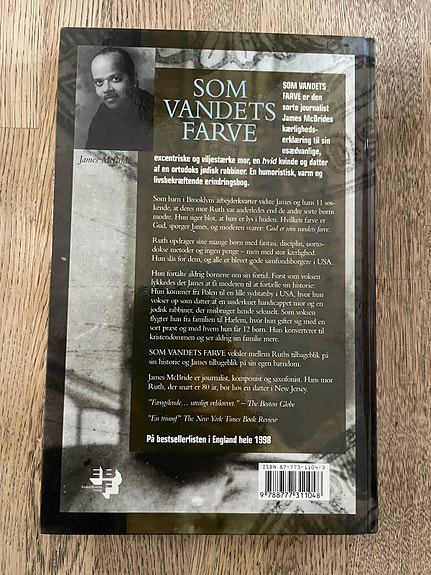 James McBride
SOM
VANDETS
FARVE
SOM VANDETS
FARVE er den
sorte journalist
James McBrides
kærligheds-
erklæring til sin
usædvanlige,
excentriske og viljestærke mor, en hvid kvinde og datter
af en ortodoks jødisk rabbiner. En humoristisk, varm og
livsbekræftende erindringsbog.
Som barn i Brooklyns arbejderkvarter vidste James og hans 11 søs-
kende, at deres mor Ruth var anderledes end de andre sorte børns
moder. Hun siger blot, at hun er lys i huden. Hvilken farve er
Gud, spørger James, og moderen svarer: Gud er som vandets farve.
Ruth opdrager sine mange børn med fantasi, disciplin, uorto-
dokse metoder og ingen penge – men med stor kærlighed.
Hun slås for dem, og alle er blevet gode samfundsborgere i USA.
Hun fortalte aldrig børnene om sin fortid. Først som voksen
lykkedes det James at få moderen til at fortælle sin historie:
Hun kommer fra Polen til en lille sydstatsby i USA, hvor hun
vokser op som datter af en underkuet handicappet mor og en
jødisk rabbiner, der misbruger hende seksuelt. Som voksen
flygter hun fra familien til Harlem, hvor hun gifter sig med en
sort præst og med hvem hun får 12 børn. Hun konverterer til
kristendommen og ser aldrig sin familie mere.
SOM VANDETS FARVE veksler mellem Ruths tilbageblik på
sin historie og James tilbageblik på sin egen barndom.
James McBride er journalist, komponist og saxofonist. Hans mor
Ruth, der snart er 80 år, bor hos en datter i New Jersey.
"Fængslende... utroligt velskrevet." – The Boston Globe
"En triumf" The New York Times Book Review
På bestsellerlisten i England hele 1998
ISBN 87-773-1104-3
9 788777 311048
EBF